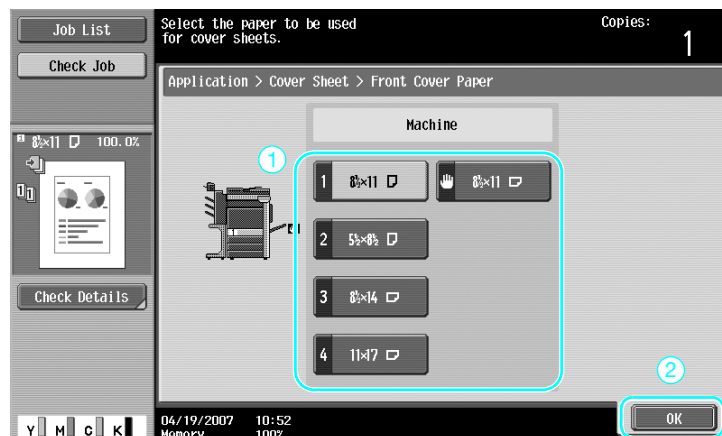 Job List
Select the paper to be used
for cover sheets.
Copies:
1
Check Job
Application > Cover Sheet > Front Cover Paper
8½×11 100.0%
Machine
1
1 8½×11
8½×11
2 5½×8½
Check Details
3 8½×14
4 11×17
2
OK
04/19/2007 10:52
Memory 100%
Y M C K